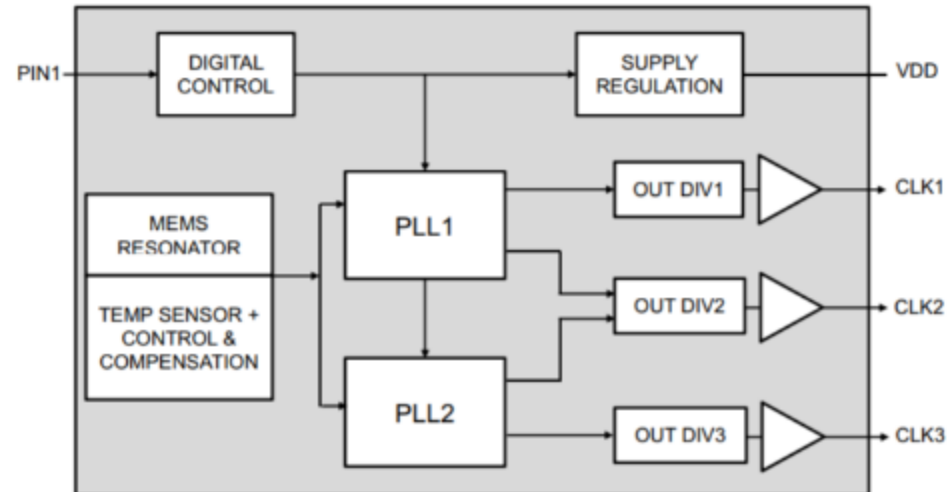 PIN1
DIGITAL
CONTROL
SUPPLY
REGULATION
VDD
MEMS
RESONATOR
TEMP SENSOR +
CONTROL &
COMPENSATION
PLL1
PLL2
OUT DIV1
CLK1
OUT DIV2
CLK2
OUT DIV3
CLK3